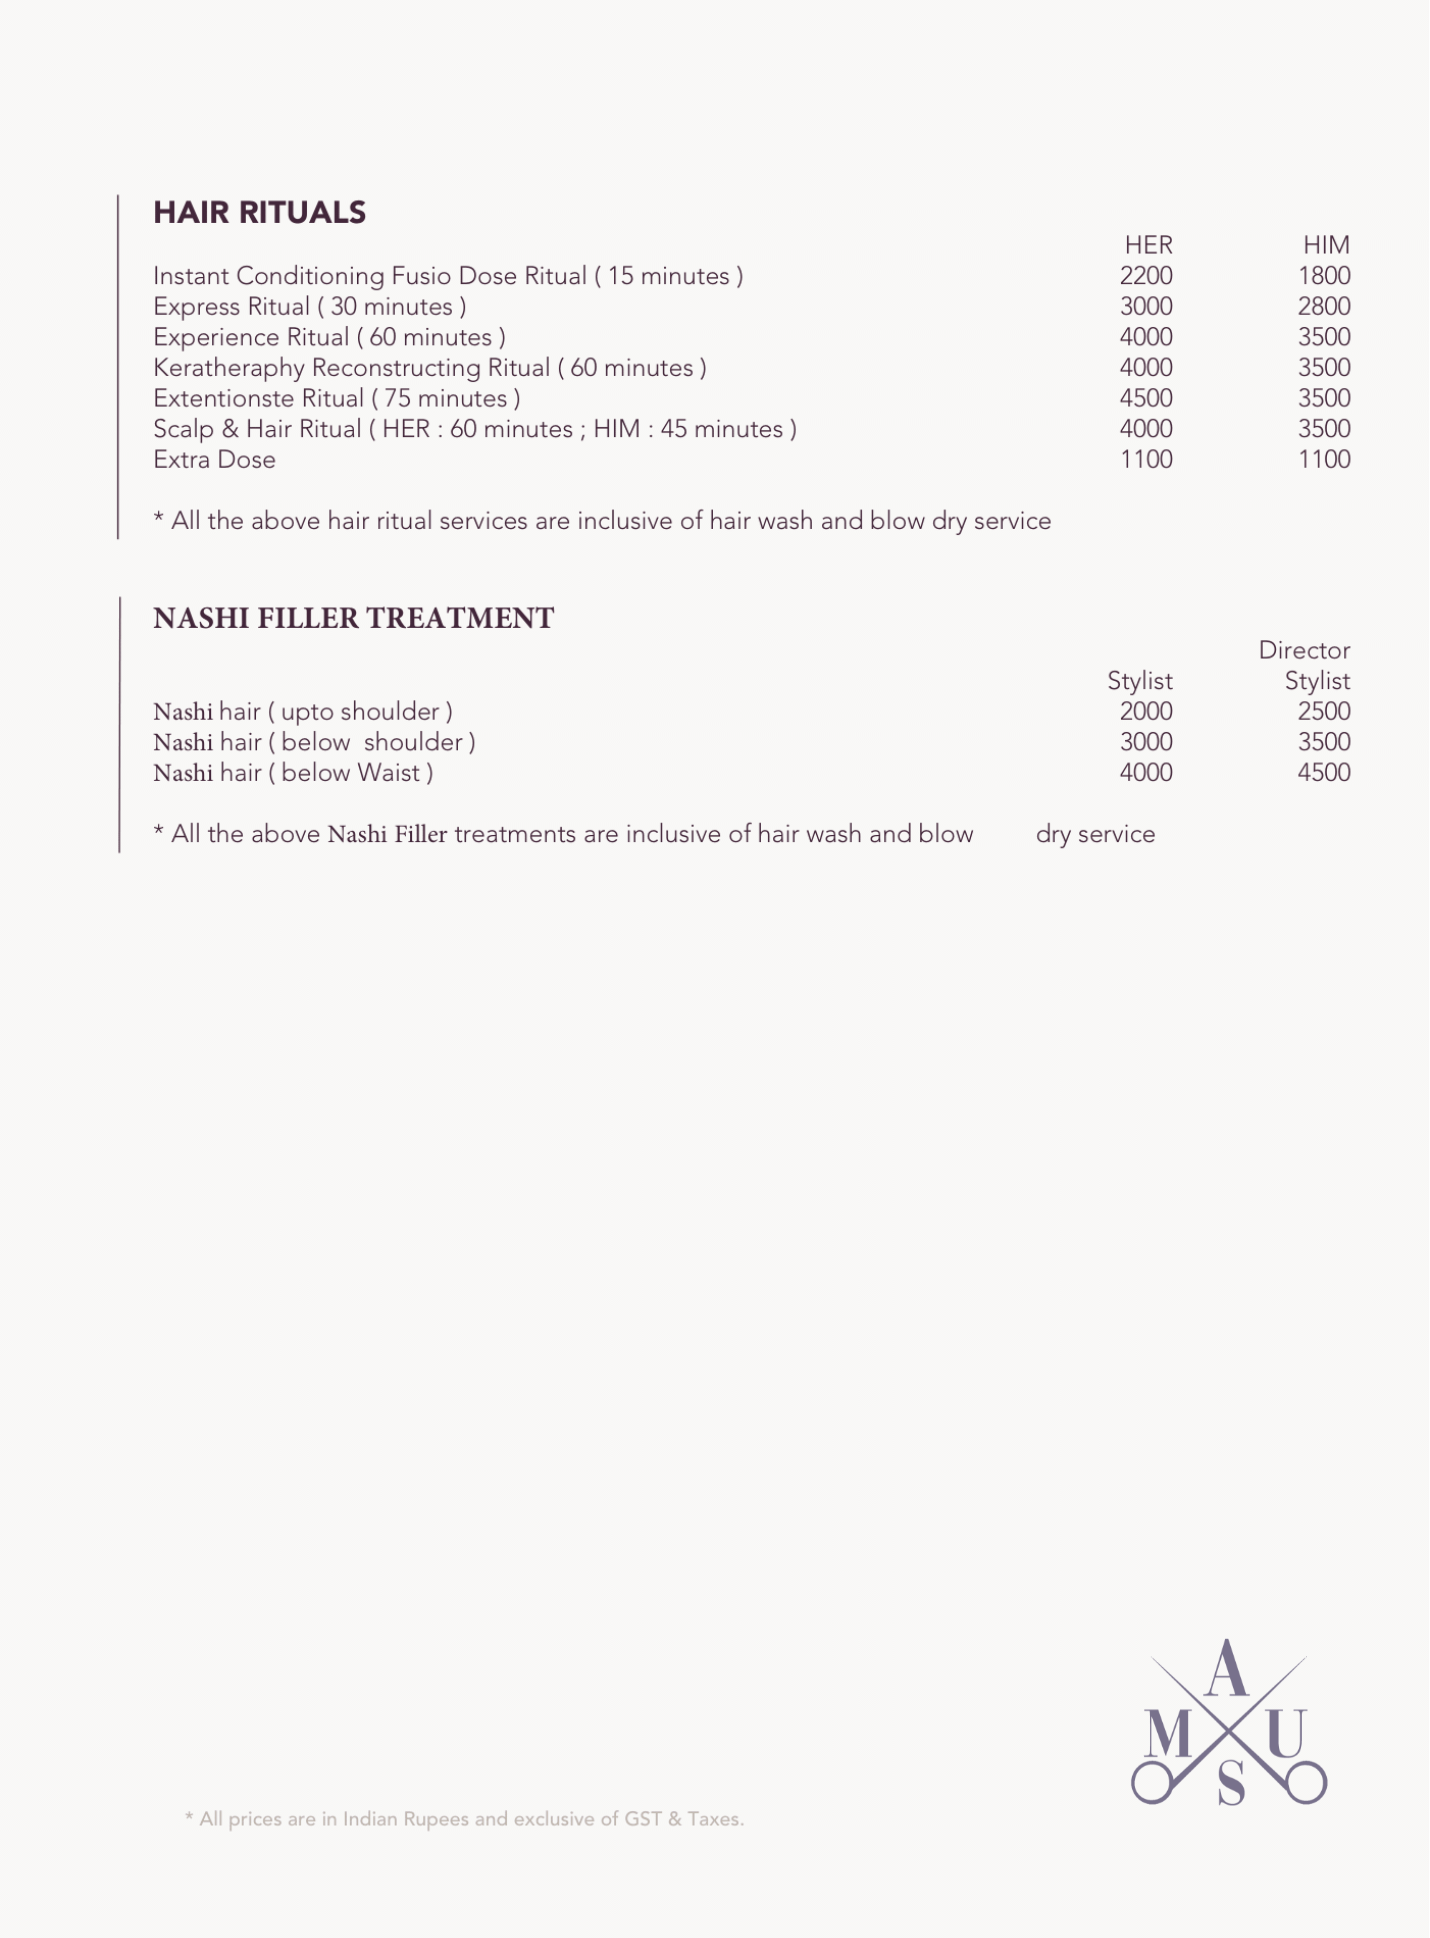 HAIR RITUALS
HER HIM
Instant Conditioning Fusio Dose Ritual ( 15 minutes ) 2200 1800
Express Ritual ( 30 minutes ) 3000 2800
Experience Ritual ( 60 minutes ) 4000 3500
Keratheraphy Reconstructing Ritual ( 60 minutes ) 4000 3500
Extentionste Ritual ( 75 minutes ) 4500 3500
Scalp & Hair Ritual ( HER : 60 minutes ; HIM : 45 minutes ) 4000 3500
Extra Dose 1100 1100
* All the above hair ritual services are inclusive of hair wash and blow dry service
NASHI FILLER TREATMENT
Director
Stylist Stylist
Nashi hair ( upto shoulder ) 2000 2500
Nashi hair ( below  shoulder ) 3000 3500
Nashi hair ( below Waist ) 4000 4500
* All the above Nashi Filler treatments are inclusive of hair wash and blow dry service
A
M U
S
* All prices are in Indian Rupees and exclusive of GST & Taxes.